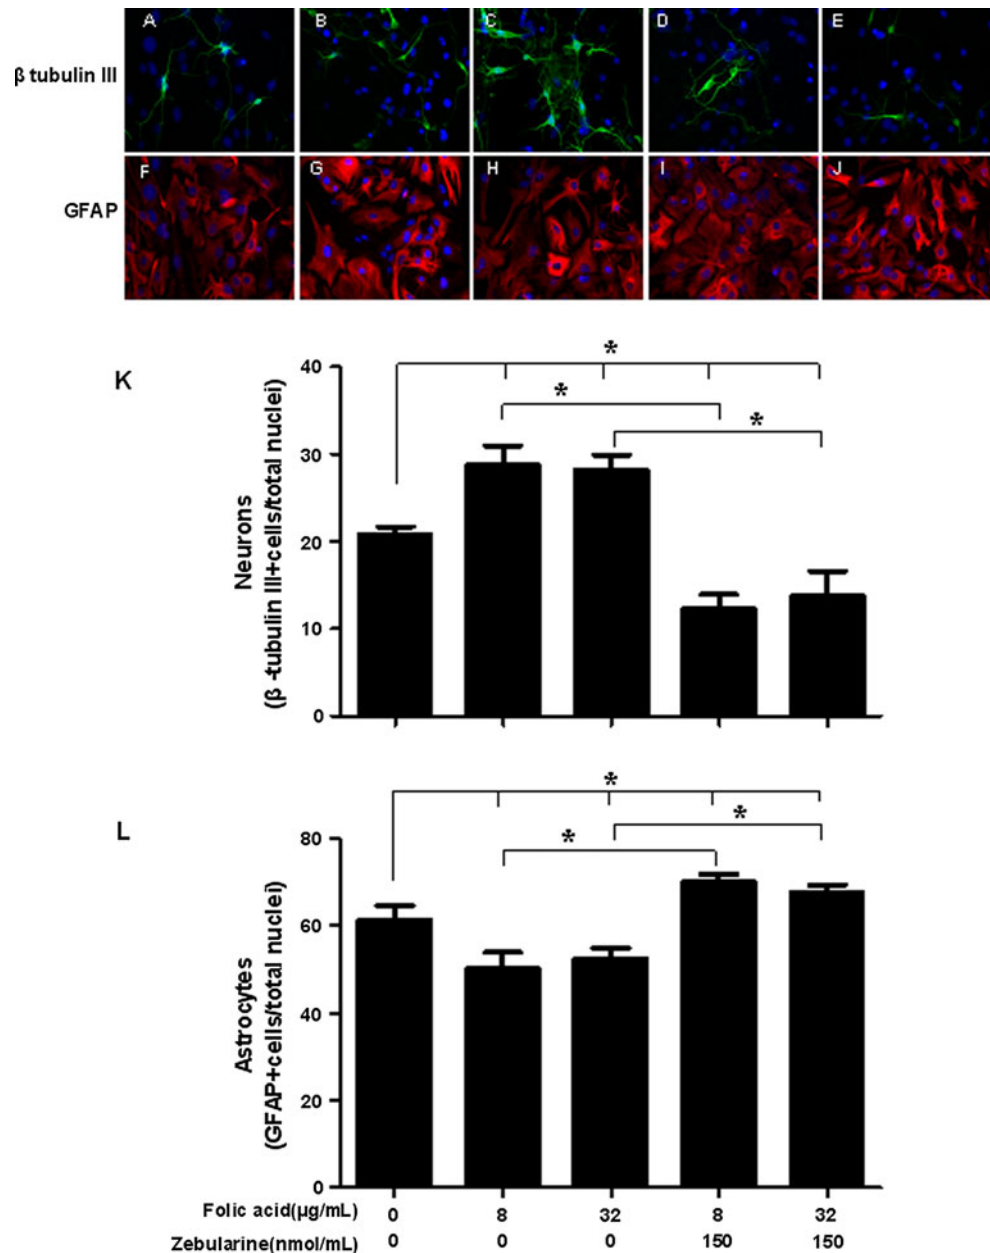 A B C D E
β tubulin III
F G H I J
GFAP
K
*
*
*
40
30
20
10
0
Neurons
(β -tubulin III+cells/total nuclei)
L
*
*
*
80
60
40
20
0
Astrocytes
(GFAP+cells/total nuclei)
Folic acid(µg/mL) 0 8 32 8 32
Zebularine(nmol/mL) 0 0 0 150 150